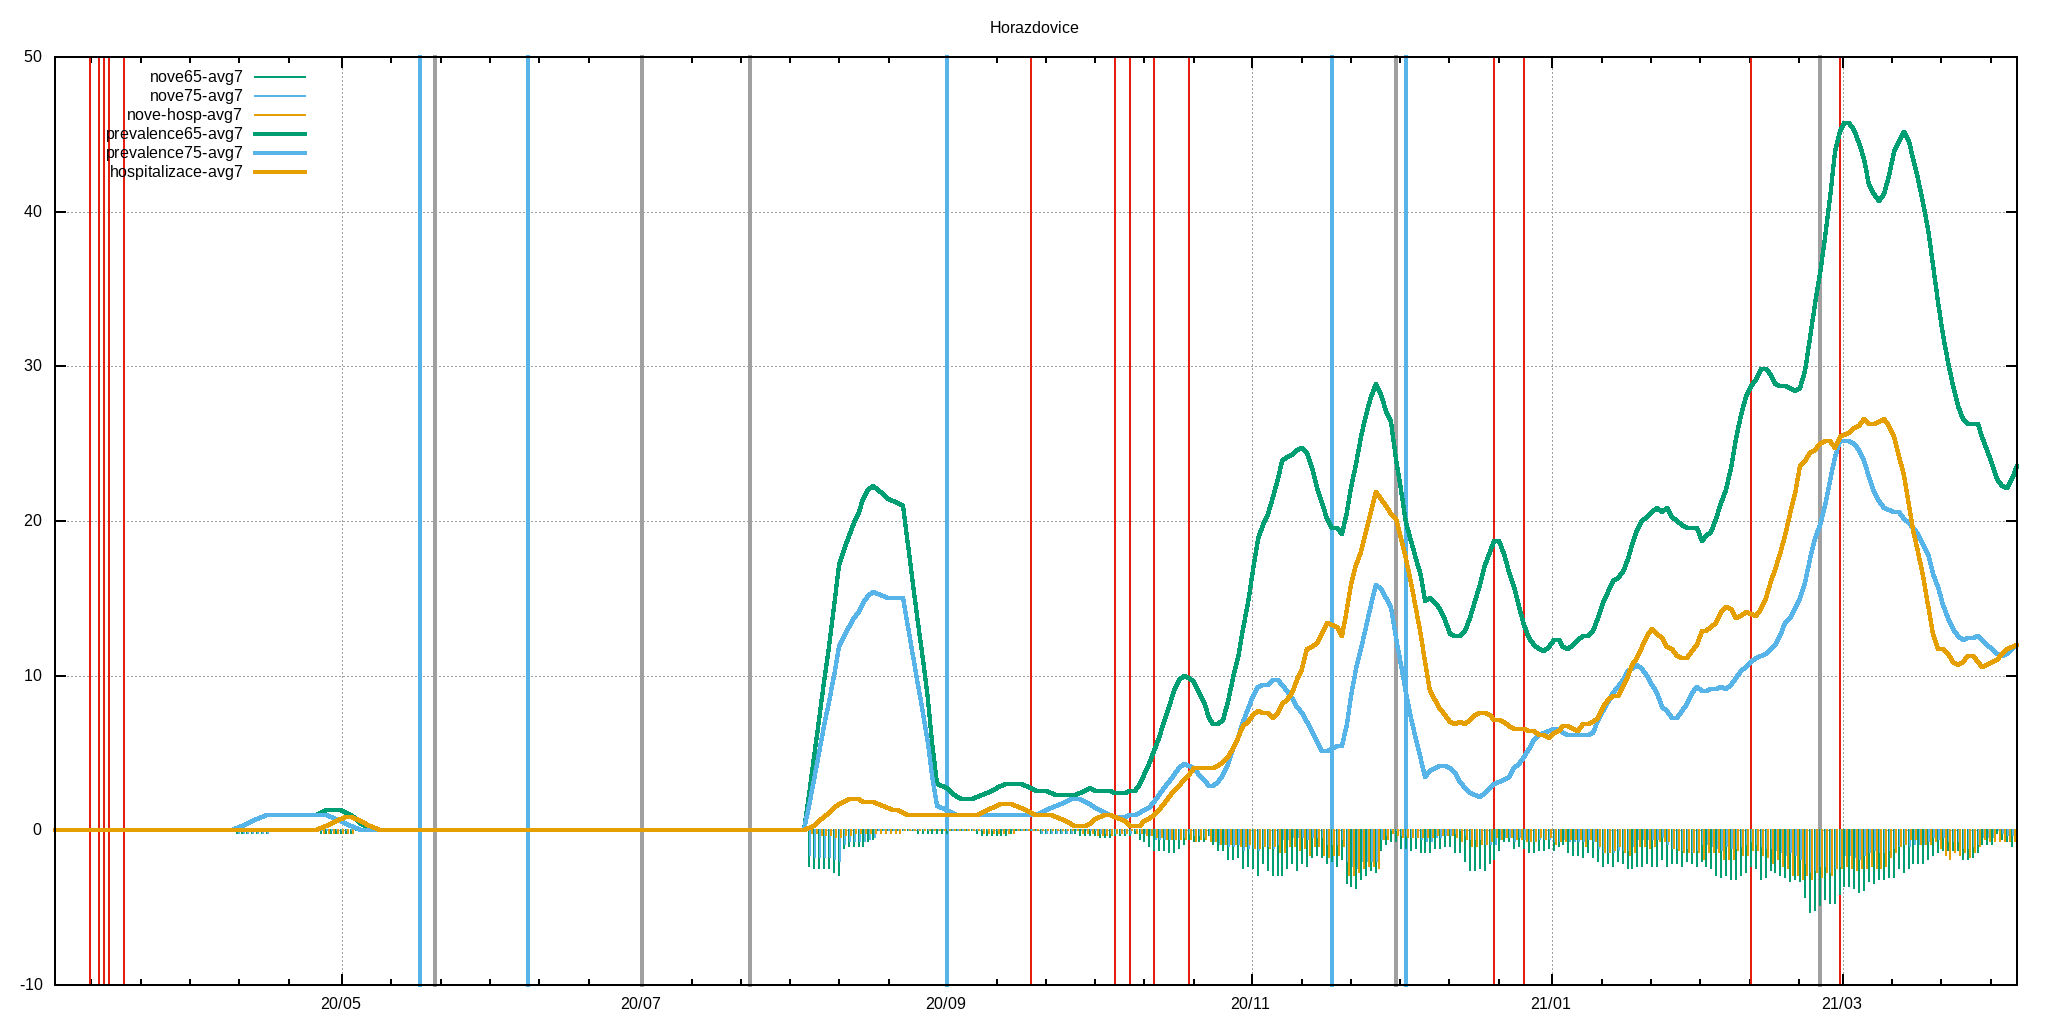 Horazdovice
50
nove65-avg7
nove75-avg7
nove-hosp-avg7
prevalence65-avg7
prevalence75-avg7
hospitalizace-avg7
40
30
20
10
0
-10
20/05 20/07 20/09 20/11 21/01 21/03